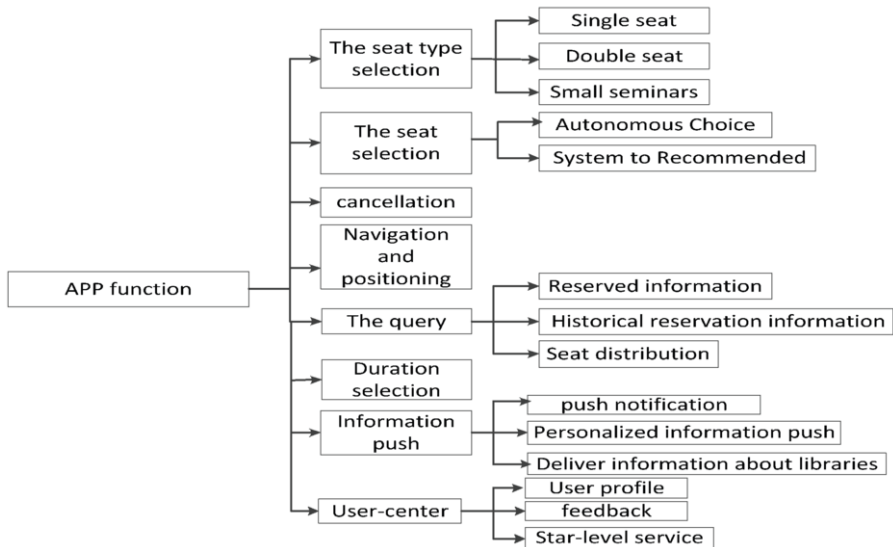 APP function
The seat type
selection
Single seat
Double seat
Small seminars
The seat
selection
Autonomous Choice
System to Recommended
cancellation
Navigation
and
positioning
The query
Reserved information
Historical reservation information
Seat distribution
Duration
selection
Information
push
push notification
Personalized information push
Deliver information about libraries
User-center
User profile
feedback
Star-level service